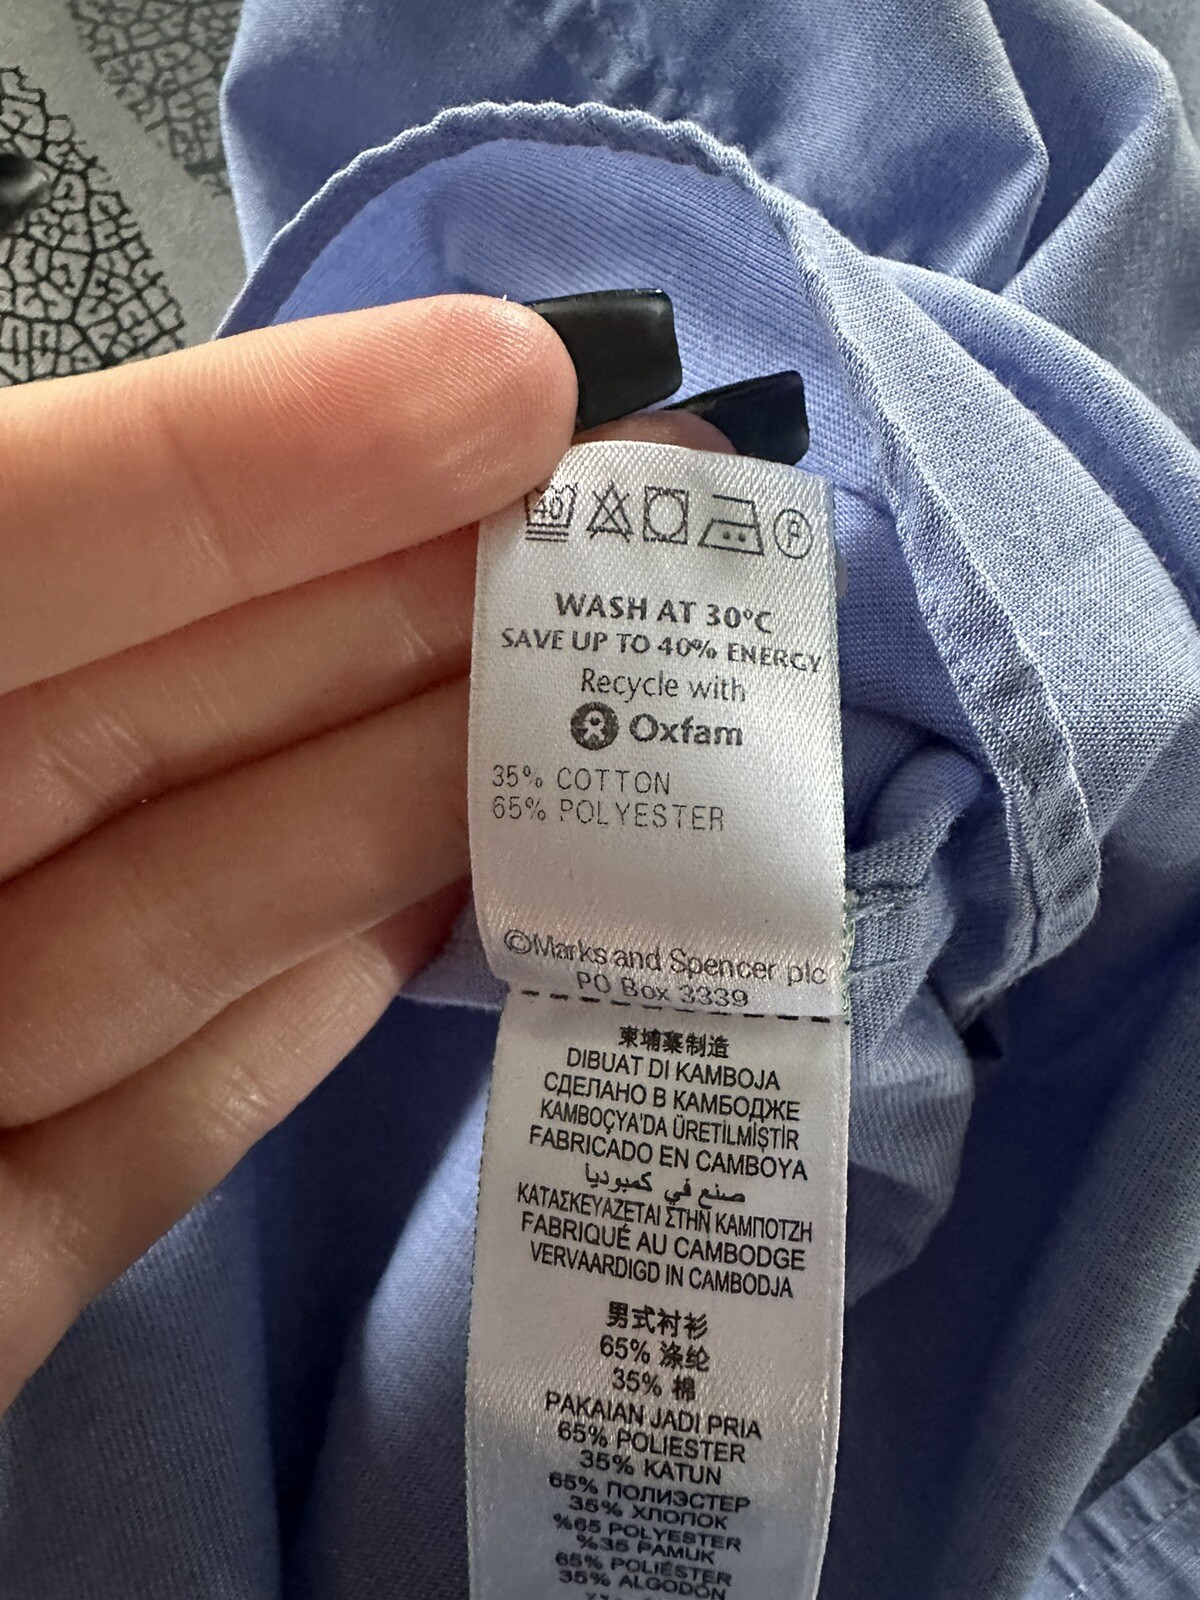 40
F
WASH AT 30°C
SAVE UP TO 40% ENERGY
Recycle with
Oxfam
35% COTTON
65% POLYESTER
©Marks and Spencer plc
PO Box 3339
柬埔寨制造
DIBUAT DI KAMBOJA
СДЕЛАНО В КАМБОДЖЕ
KAMBOÇYA'DA ÜRETİLMİŞTİR
FABRICADO EN CAMBOYA
صنع في كمبوديا
ΚΑΤΑΣΚΕΥΑΖΕΤΑΙ ΣΤΗΝ ΚΑΜΠΟΤΖΗ
FABRIQUÉ AU CAMBODGE
VERVAARDIGD IN CAMBODJA
男式衬衫
65% 涤纶
35% 棉
PAKAIAN JADI PRIA
65% POLIESTER
35% KATUN
65% ПОЛИЭСТЕР
35% ХЛОПОК
%65 POLYESTER
%35 PAMUK
65% POLIÉSTER
35% ALGODÓN